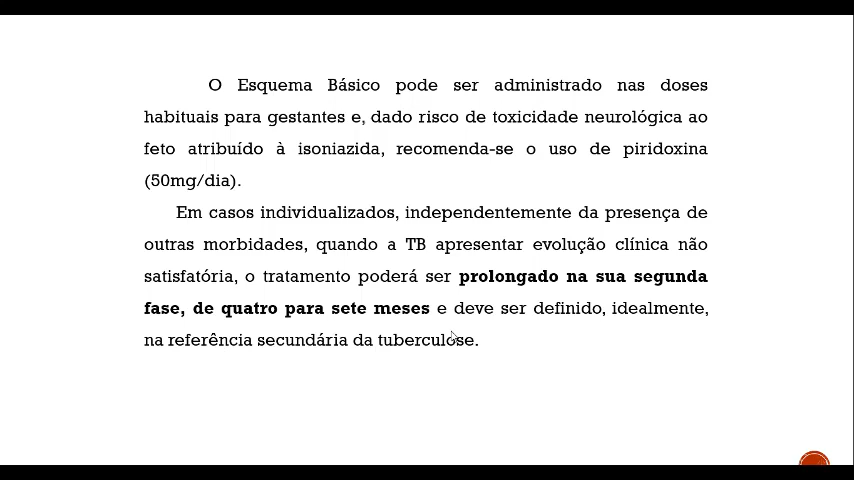 O Esquema Básico pode ser administrado nas doses
habituais para gestantes e, dado risco de toxicidade neurológica ao
feto atribuído à isoniazida, recomenda-se o uso de piridoxina
(50mg/dia).
Em casos individualizados, independentemente da presença de
outras morbidades, quando a TB apresentar evolução clínica não
satisfatória, o tratamento poderá ser prolongado na sua segunda
fase, de quatro para sete meses e deve ser definido, idealmente,
na referência secundária da tuberculose.